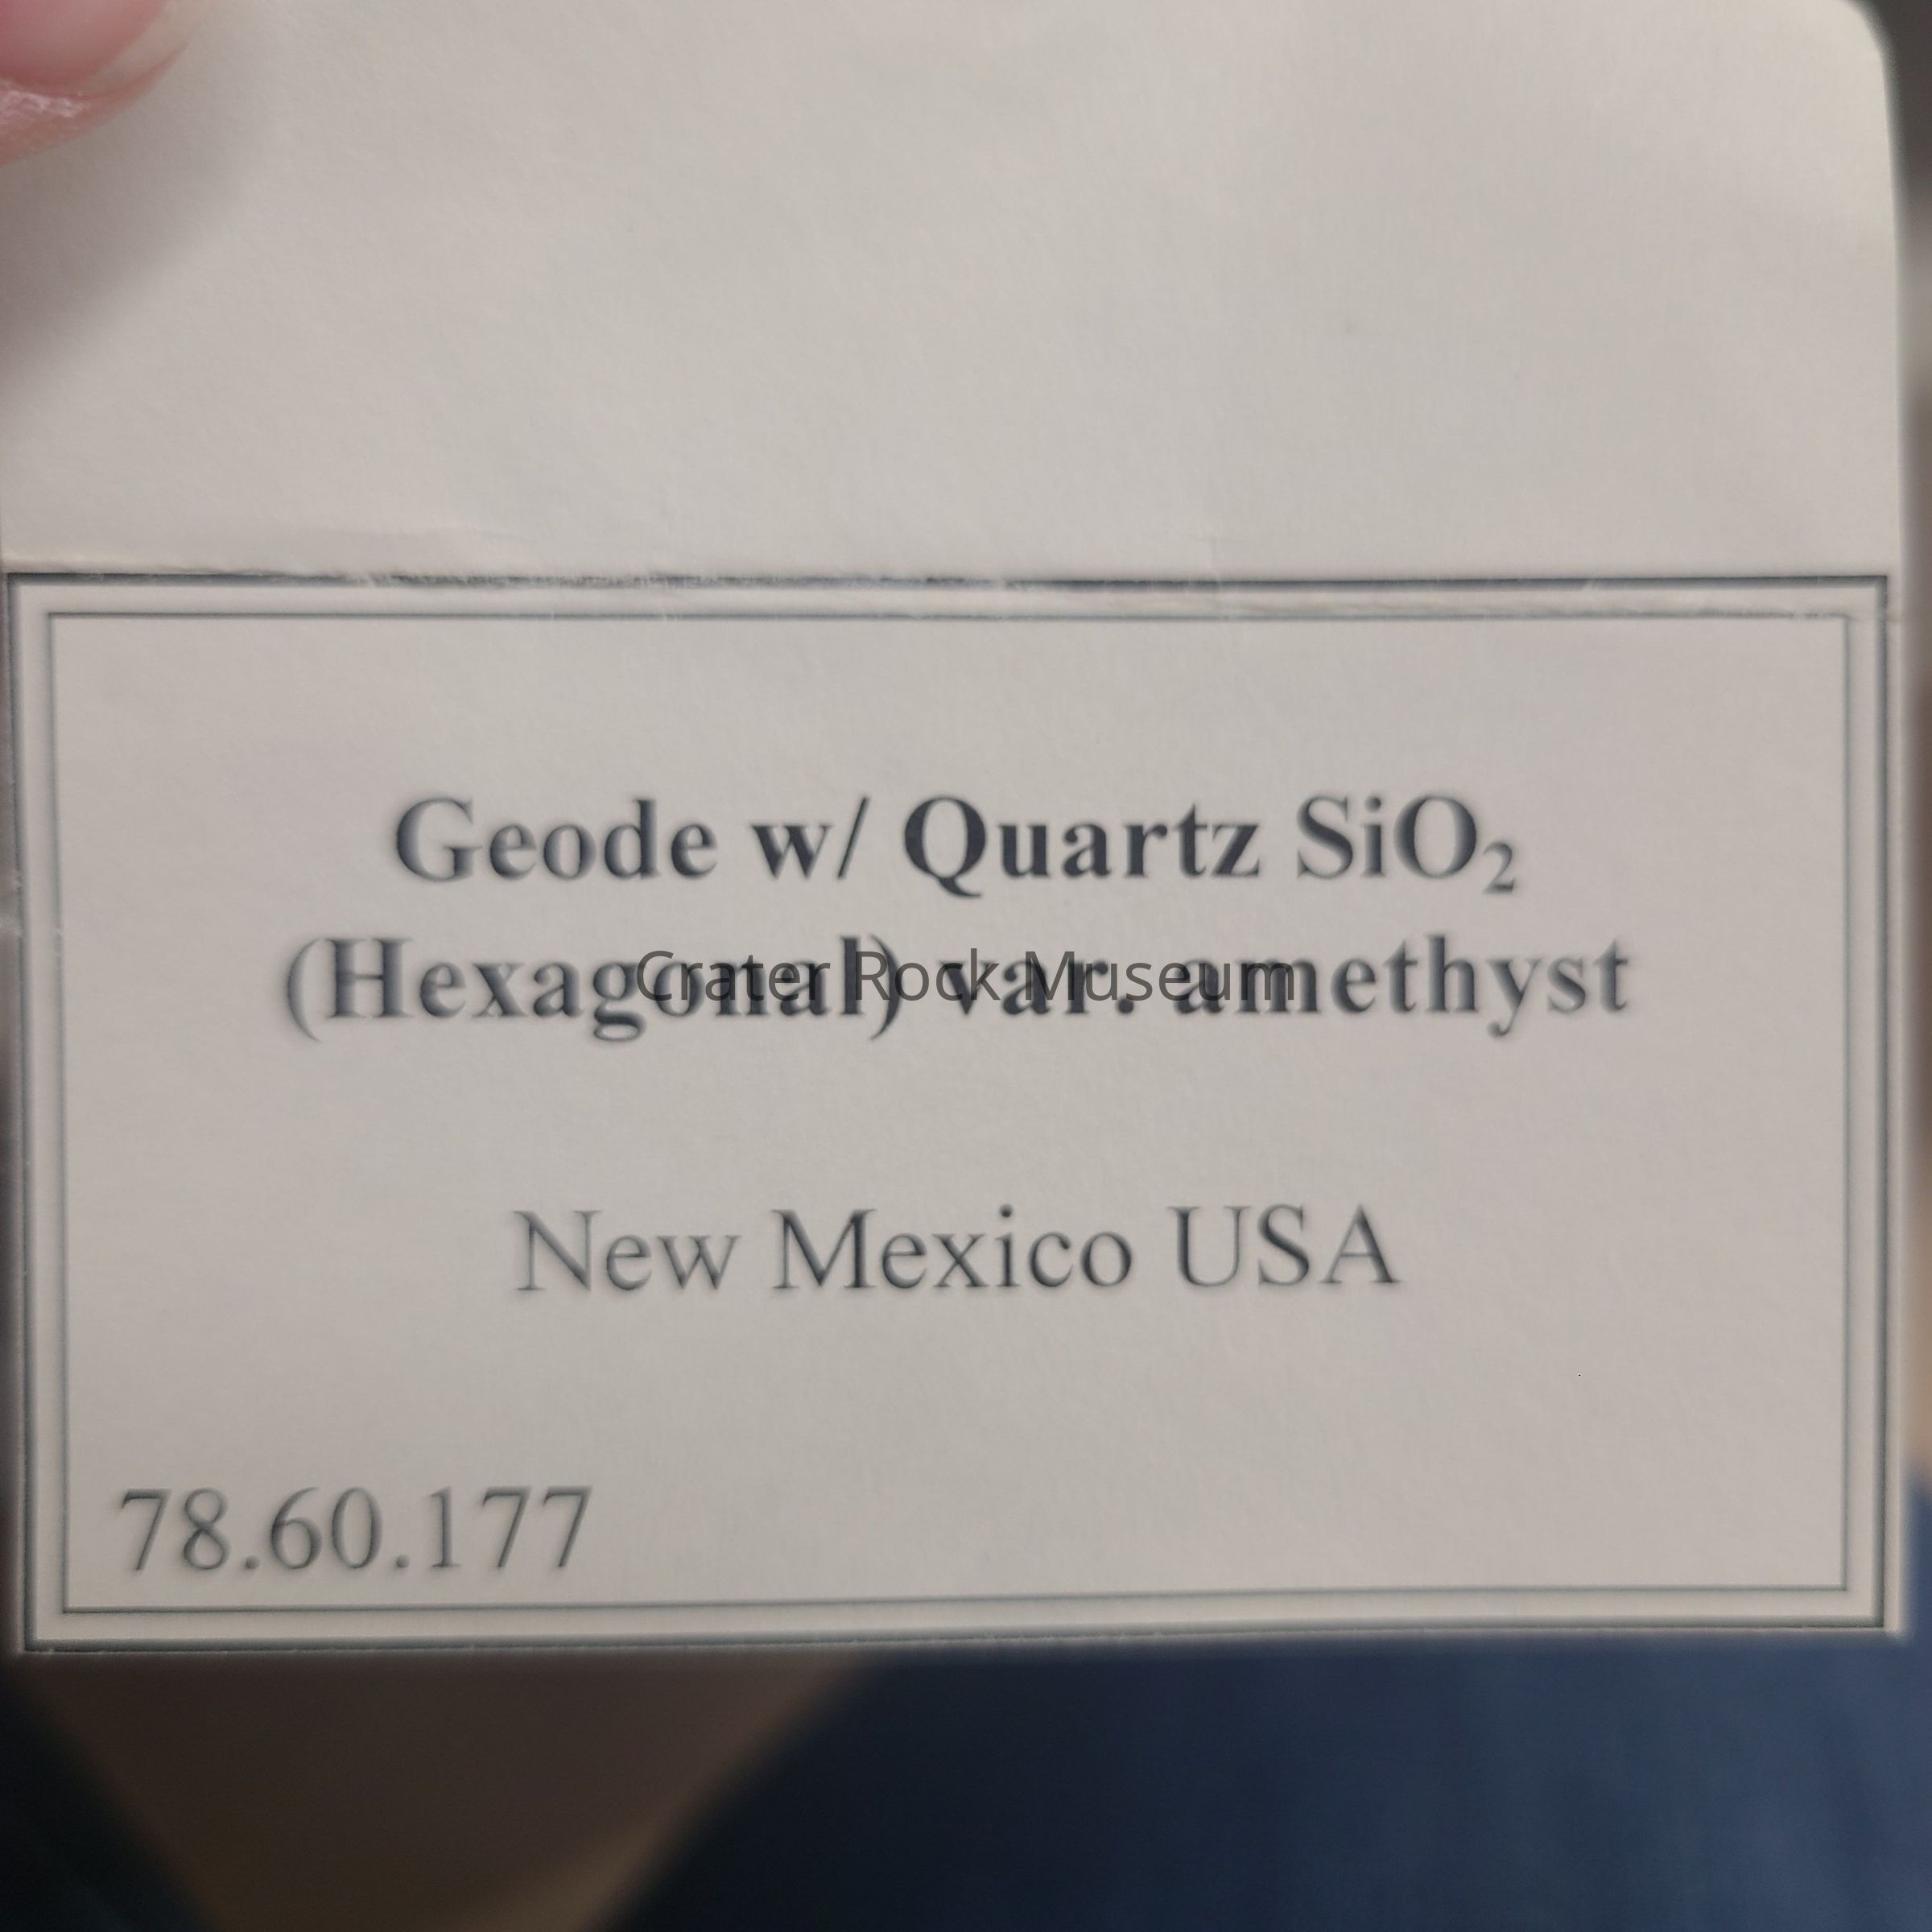 Geode w/ Quartz SiO₂
(Hexagonal) var. amethyst
Crater Rock Museum
New Mexico USA
78.60.177